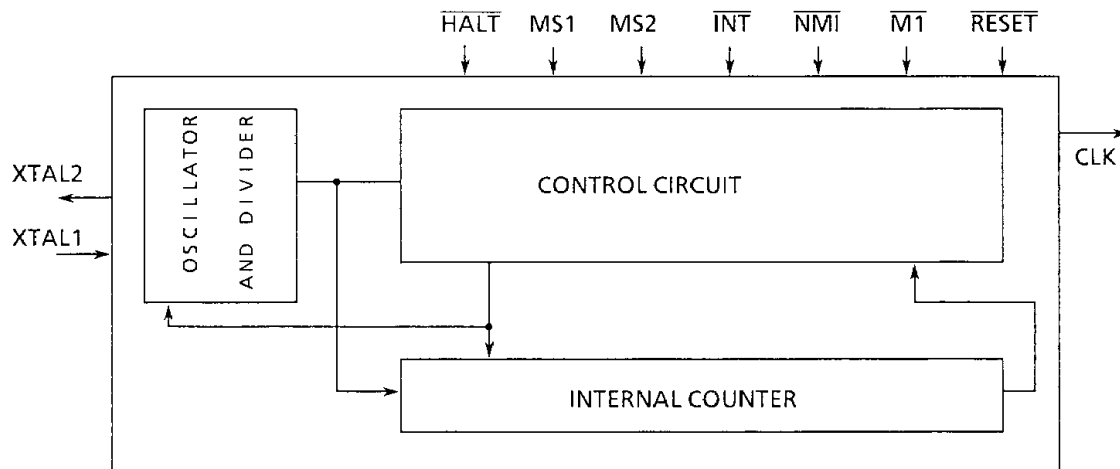 HALT MS1 MS2 INT NMI M1 RESET
CLK
XTAL2
XTAL1
OSCILLATOR
AND DIVIDER
CONTROL CIRCUIT
INTERNAL COUNTER